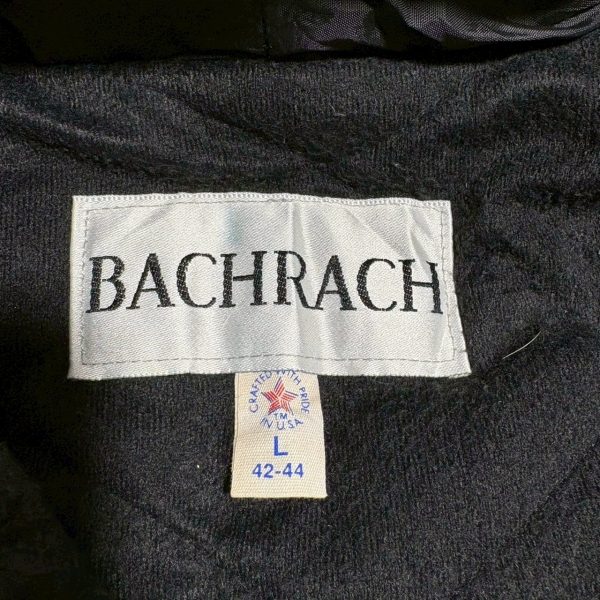 BACHRACH
CRAFTED WITH PRIDE
TM
IN U.S.A
L
42-44